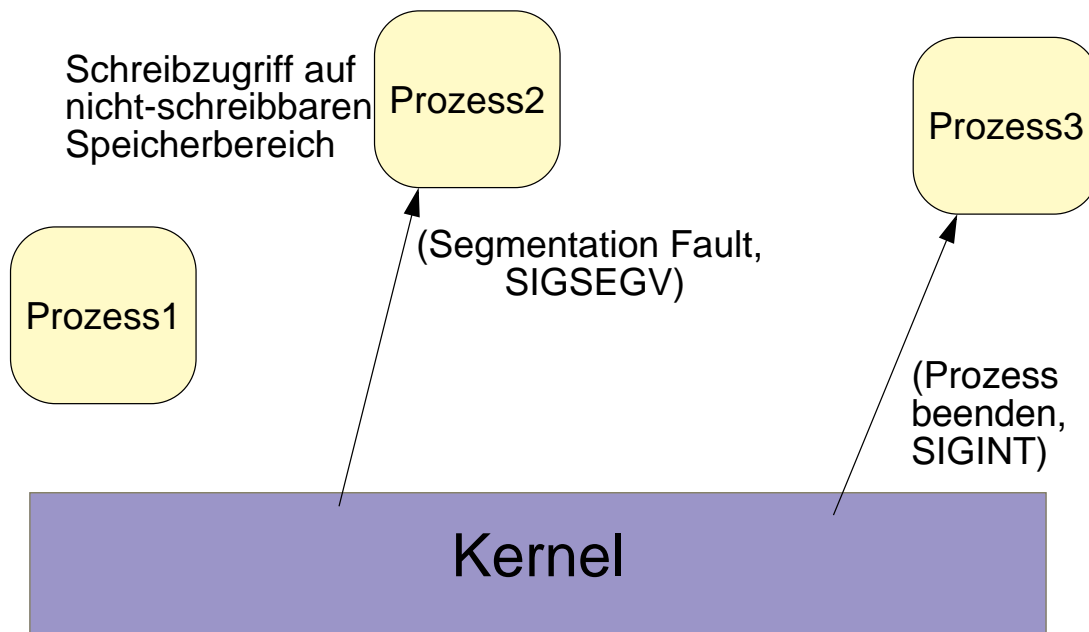 Schreibzugriff auf
nicht-schreibbaren
Speicherbereich
Prozess2
Prozess3
(Segmentation Fault,
SIGSEGV)
Prozess1
(Prozess
beenden,
SIGINT)
Kernel